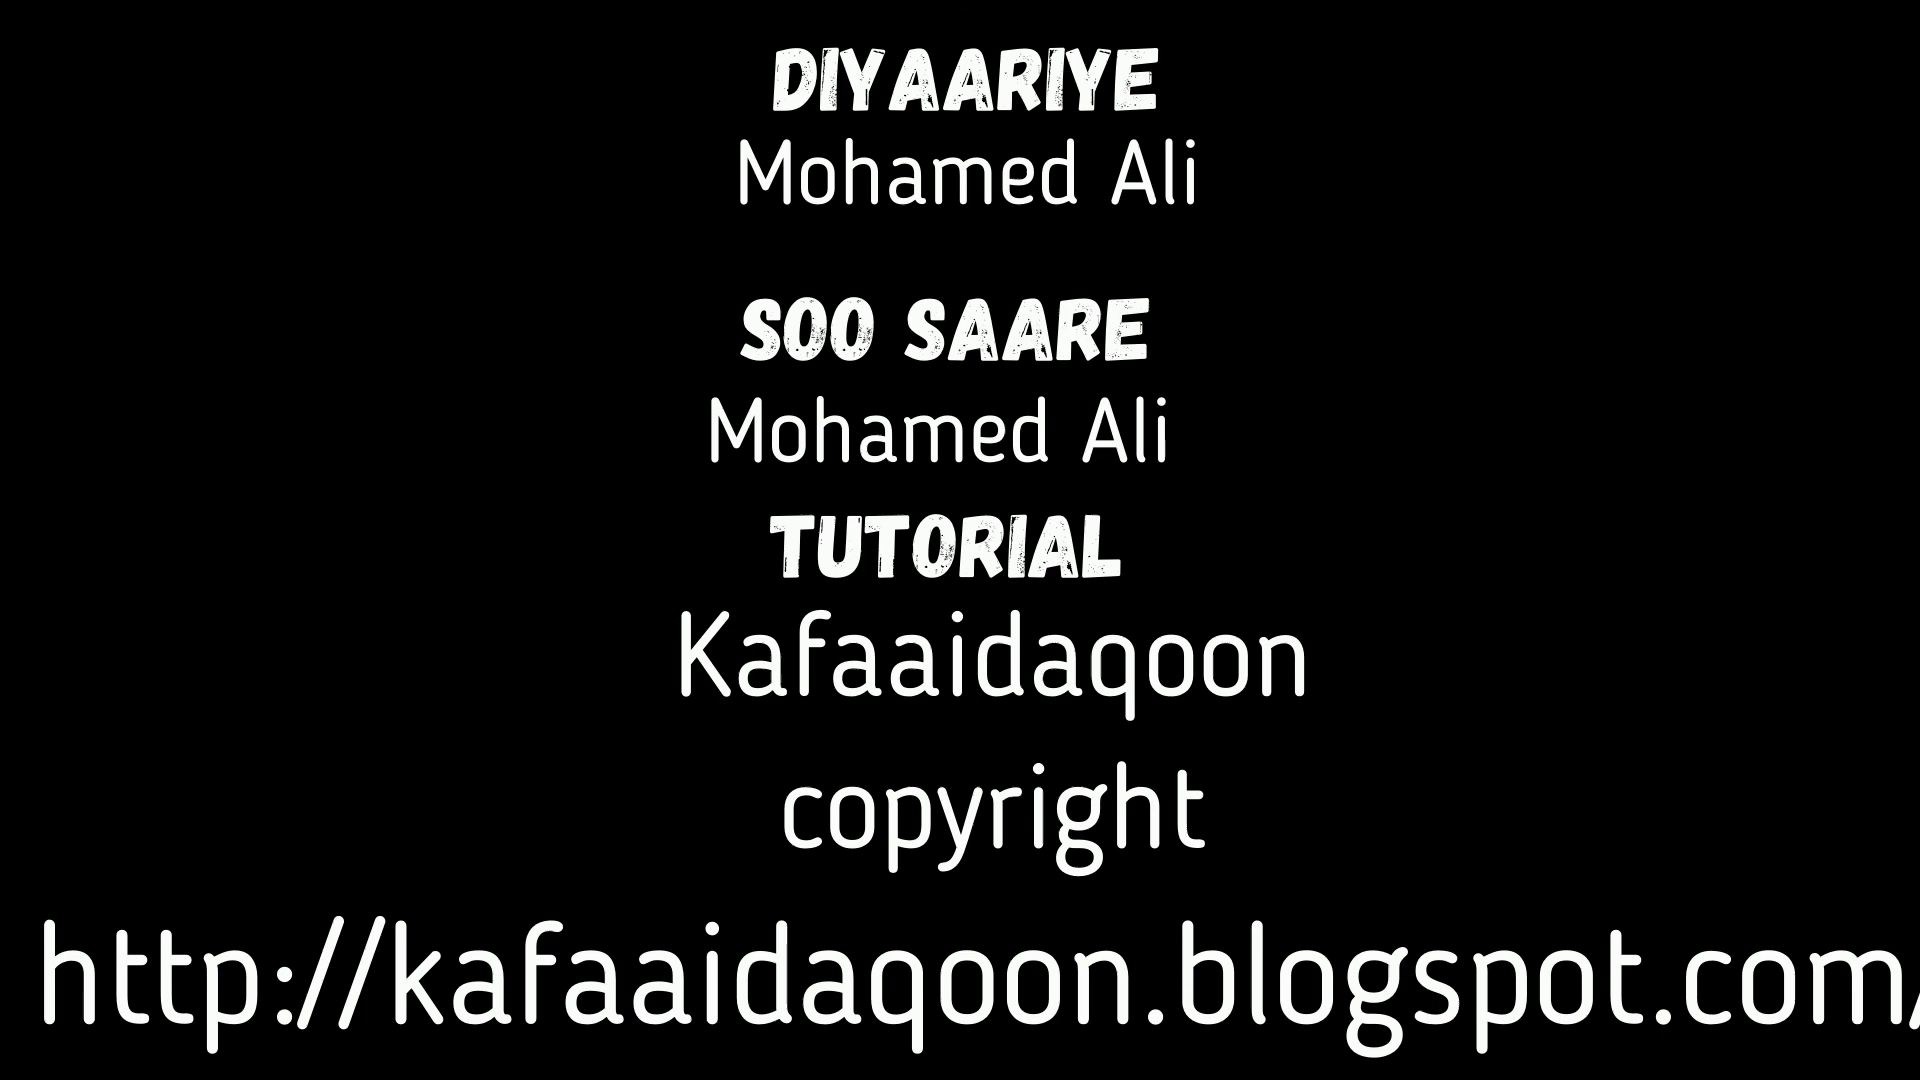 DIYAARIYE
Mohamed Ali
SOO SAARE
Mohamed Ali
TUTORIAL
Kafaaidaqoon
copyright
http://kafaaidaqoon.blogspot.com/